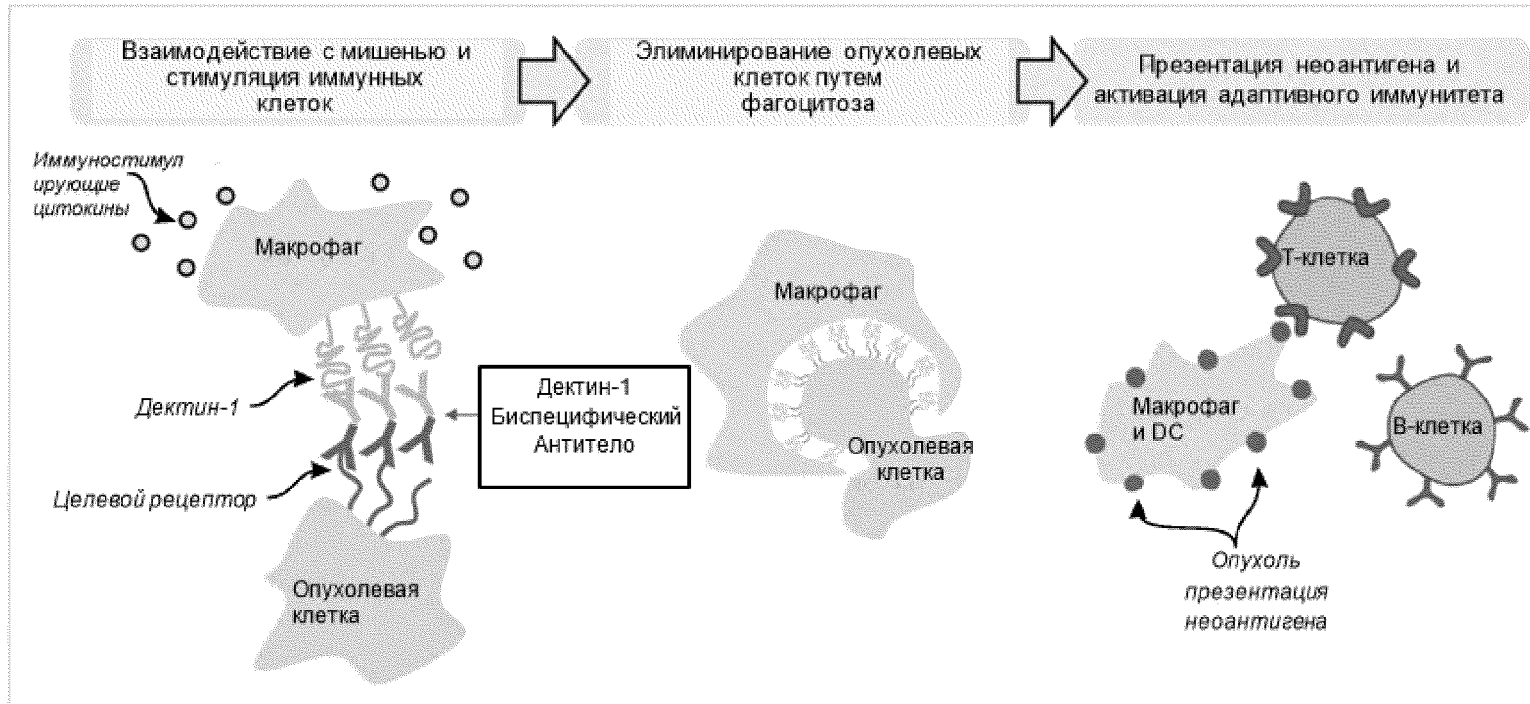 Взаимодействие с мишенью и
стимуляция иммунных
клеток
Элиминирование опухолевых
клеток путем
фагоцитоза
Презентация неоантигена и
активация адаптивного иммунитета
Иммуностимул
ирующие
цитокины
Макрофаг
Дектин-1
Целевой рецептор
Опухолевая
клетка
Дектин-1
Биспецифический
Антитело
Макрофаг
Опухолевая
клетка
Т-клетка
Макрофаг
и DC
В-клетка
Опухоль
презентация
неоантигена